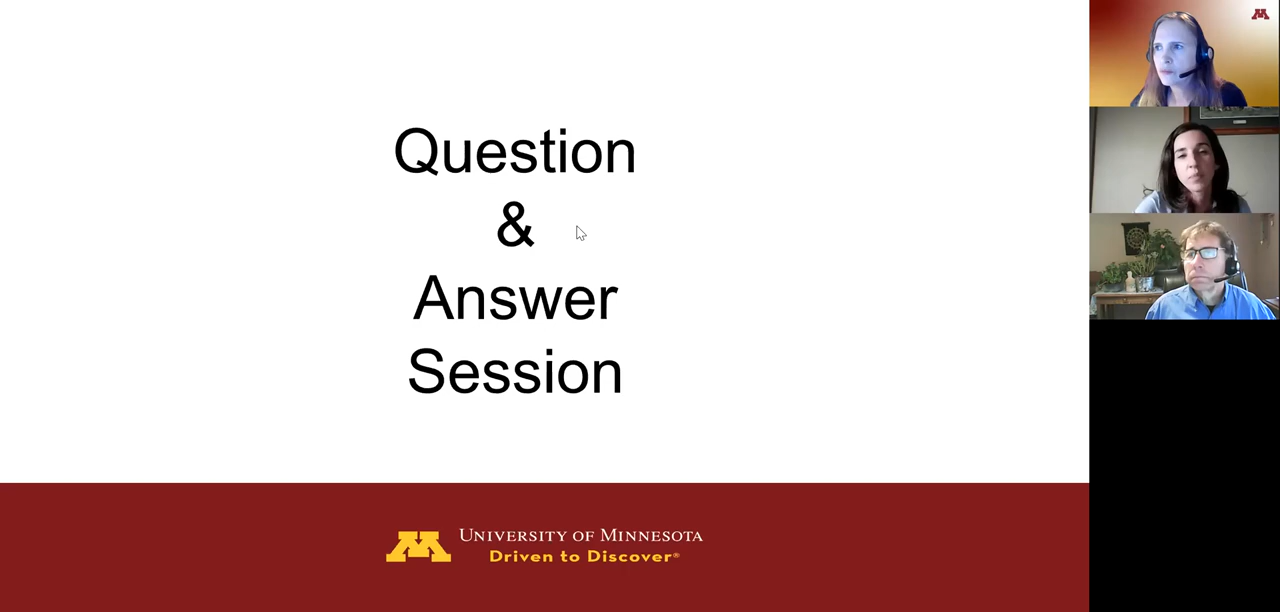 Question
&
Answer
Session
UNIVERSITY OF MINNESOTA
Driven to Discover®